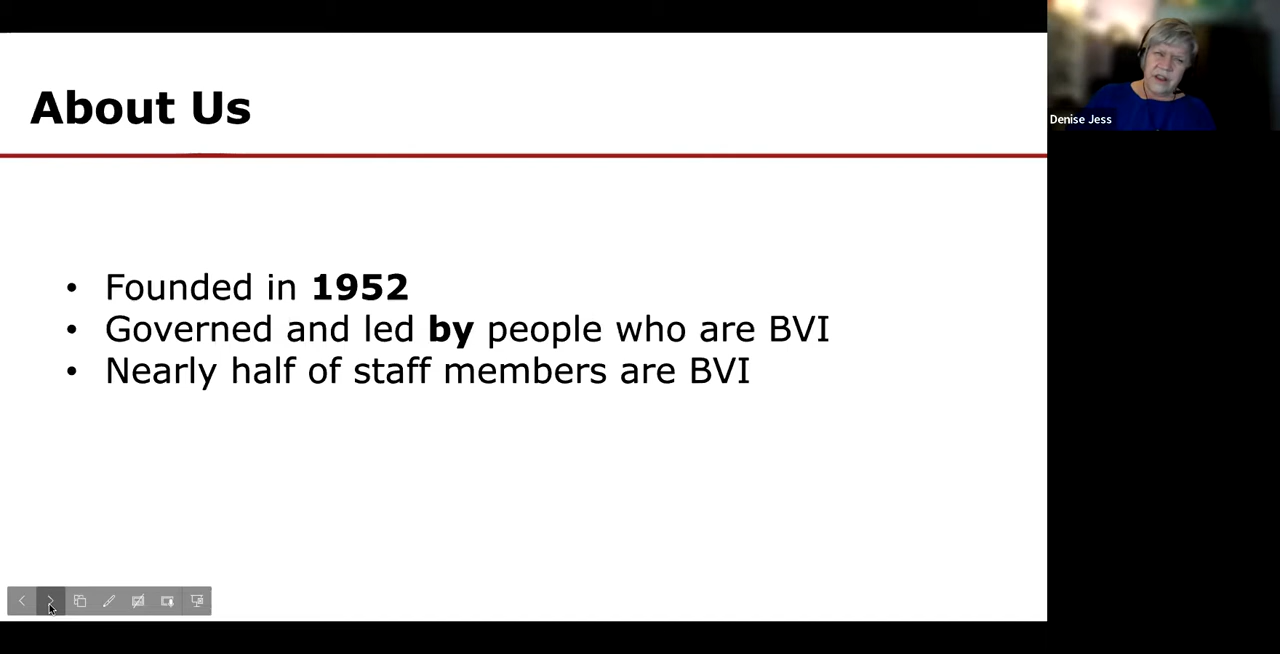 About Us
• Founded in 1952
• Governed and led by people who are BVI
• Nearly half of staff members are BVI
Denise Jess